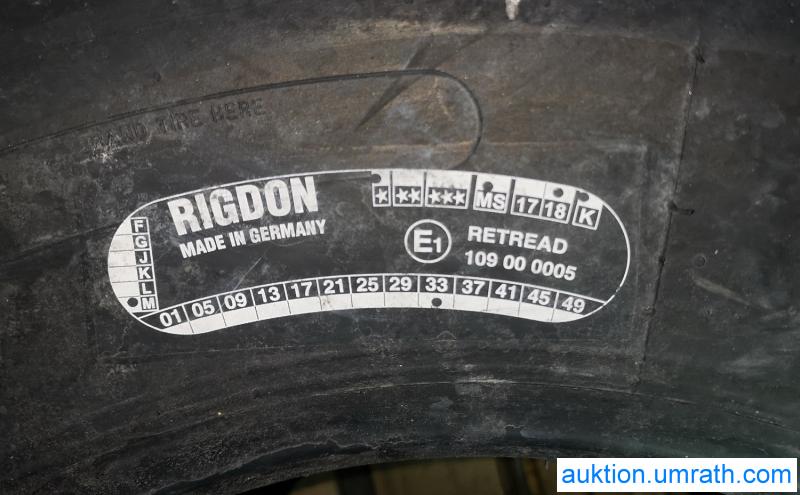 BRAND TIRE HERE
RIGDON
MADE IN GERMANY
★ ★★ ★★★ MS 17 18 K
E1
RETREAD
109 00 0005
F
G
J
K
L
M
01 05 09 13 17 21 25 29 33 37 41 45 49
auktion.umrath.com